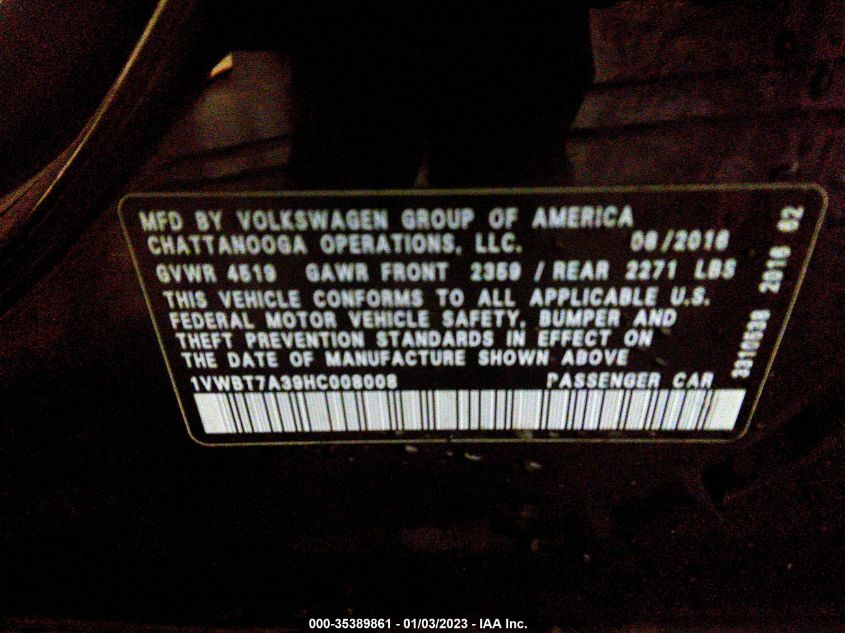 MFD BY VOLKSWAGEN GROUP OF AMERICA
CHATTANOOGA OPERATIONS, LLC. 08/2016
GVWR 4519 GAWR FRONT 2359 / REAR 2271 LBS
THIS VEHICLE CONFORMS TO ALL APPLICABLE U.S.
FEDERAL MOTOR VEHICLE SAFETY, BUMPER AND
THEFT PREVENTION STANDARDS IN EFFECT ON
THE DATE OF MANUFACTURE SHOWN ABOVE
1VWBT7A39HC008008 PASSENGER CAR
2016 82
000-35389861 - 01/03/2023 - IAA Inc.